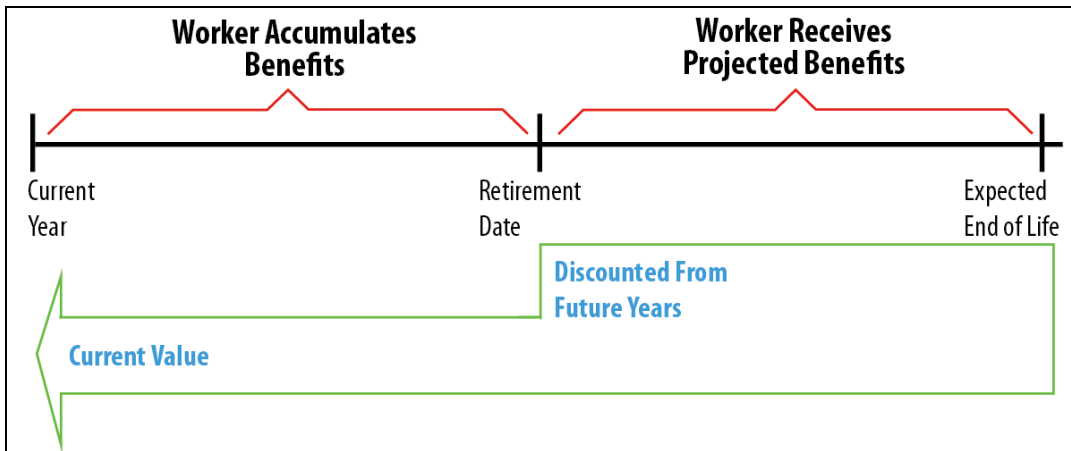 Worker Accumulates
Benefits
Worker Receives
Projected Benefits
Current
Year
Retirement
Date
Expected
End of Life
Discounted From
Future Years
Current Value